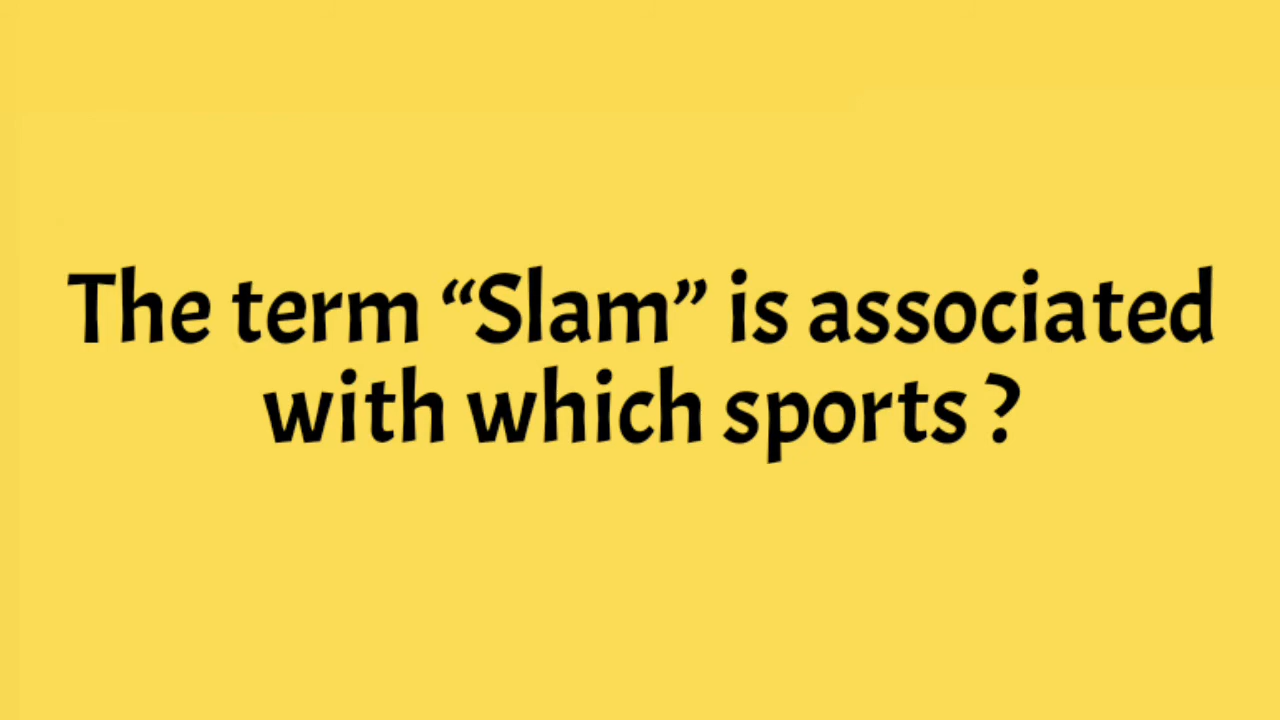 The term “Slam” is associated
with which sports ?